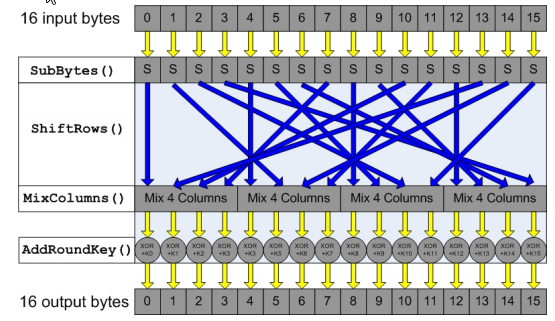 16 input bytes 0 1 2 3 4 5 6 7 8 9 10 11 12 13 14 15
SubBytes() S S S S S S S S S S S S S S S S
ShiftRows()
MixColumns() Mix 4 Columns Mix 4 Columns Mix 4 Columns Mix 4 Columns
XOR XOR XOR XOR XOR XOR XOR XOR XOR XOR XOR XOR XOR XOR XOR XOR
AddRoundKey() +K0 +K1 +K2 +K3 +K3 +K5 +K6 +K7 +K8 +K9 +K10 +K11 +K12 +K13 +K14 +K15
16 output bytes 0 1 2 3 4 5 6 7 8 9 10 11 12 13 14 15